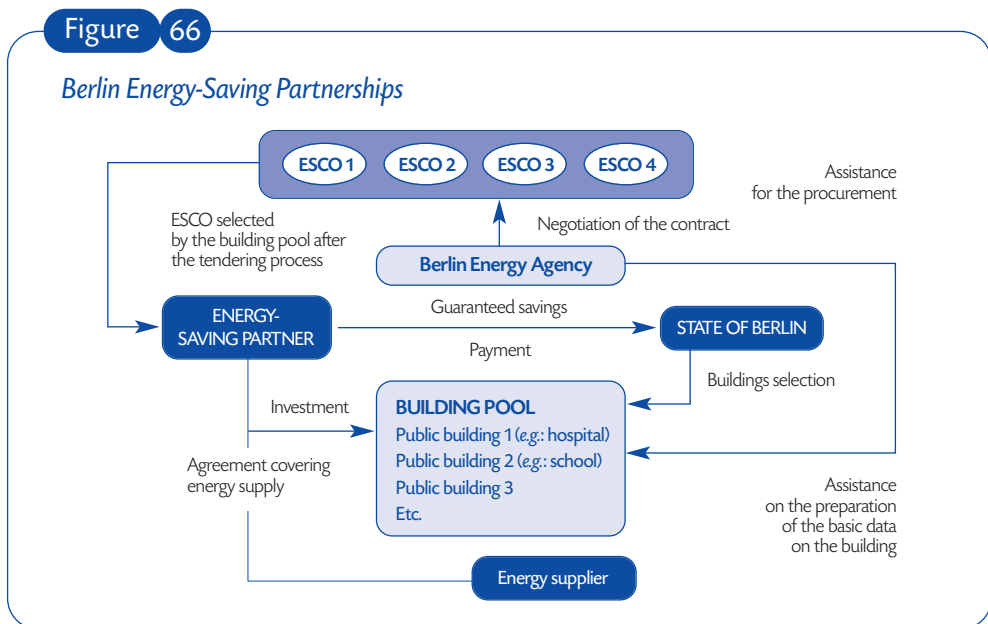 Figure 66
Berlin Energy-Saving Partnerships
ESCO 1
ESCO 2
ESCO 3
ESCO 4
Assistance
for the procurement
ESCO selected
by the building pool after
the tendering process
Negotiation of the contract
Berlin Energy Agency
Guaranteed savings
ENERGY-
SAVING PARTNER
STATE OF BERLIN
Payment
Buildings selection
Investment
BUILDING POOL
Public building 1 (e.g.: hospital)
Public building 2 (e.g.: school)
Public building 3
Etc.
Agreement covering
energy supply
Assistance
on the preparation
of the basic data
on the building
Energy supplier